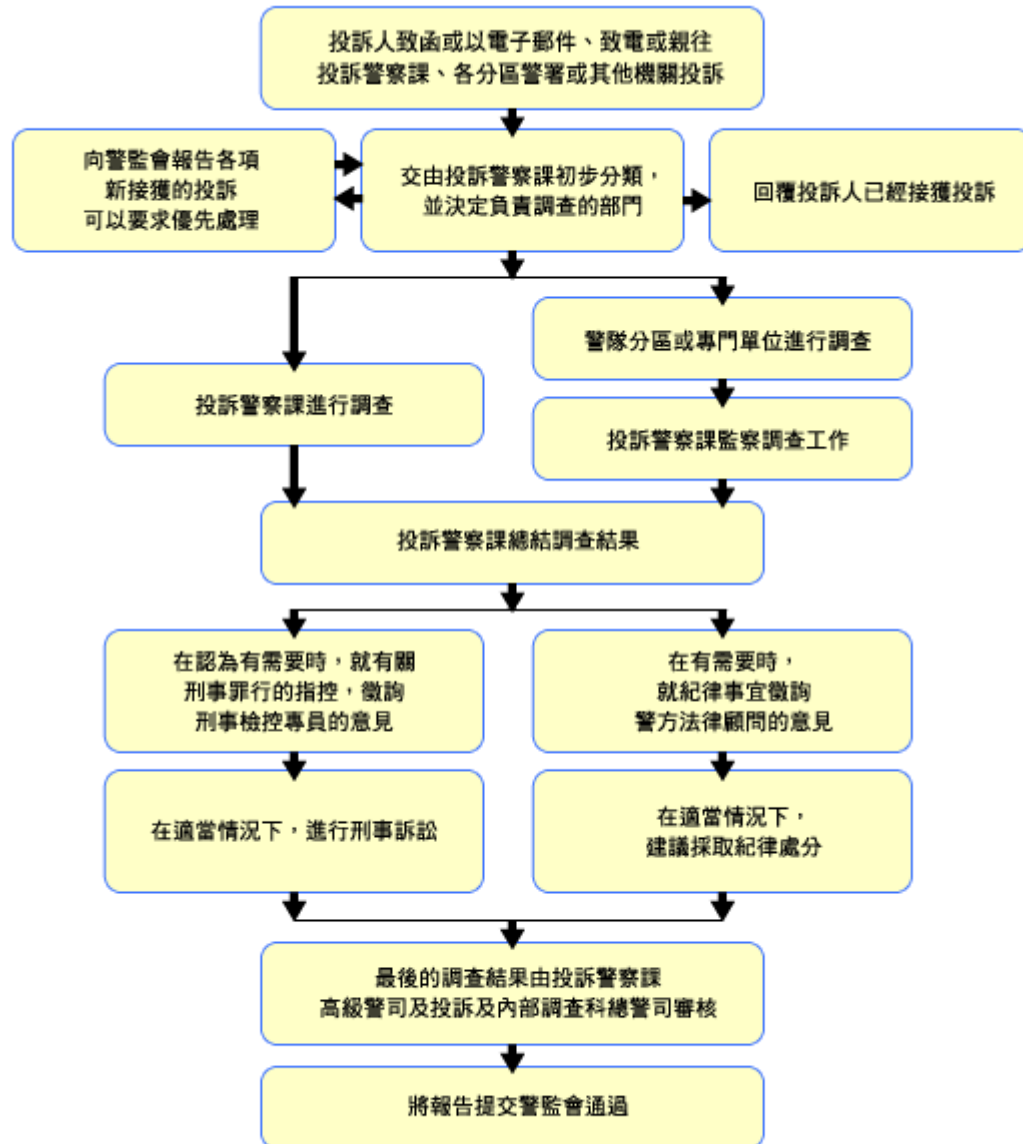 投訴人致函或以電子郵件、致電或親往
投訴警察課、各分區警署或其他機關投訴
向警監會報告各項
新接獲的投訴
可以要求優先處理
交由投訴警察課初步分類，
並決定負責調查的部門
回覆投訴人已經接獲投訴
警隊分區或專門單位進行調查
投訴警察課進行調查
投訴警察課監察調查工作
投訴警察課總結調查結果
在認為有需要時，就有關
刑事罪行的指控，徵詢
刑事檢控專員的意見
在有需要時，
就紀律事宜徵詢
警方法律顧問的意見
在適當情況下，進行刑事訴訟
在適當情況下，
建議採取紀律處分
最後的調查結果由投訴警察課
高級警司及投訴及內部調查科總警司審核
將報告提交警監會通過